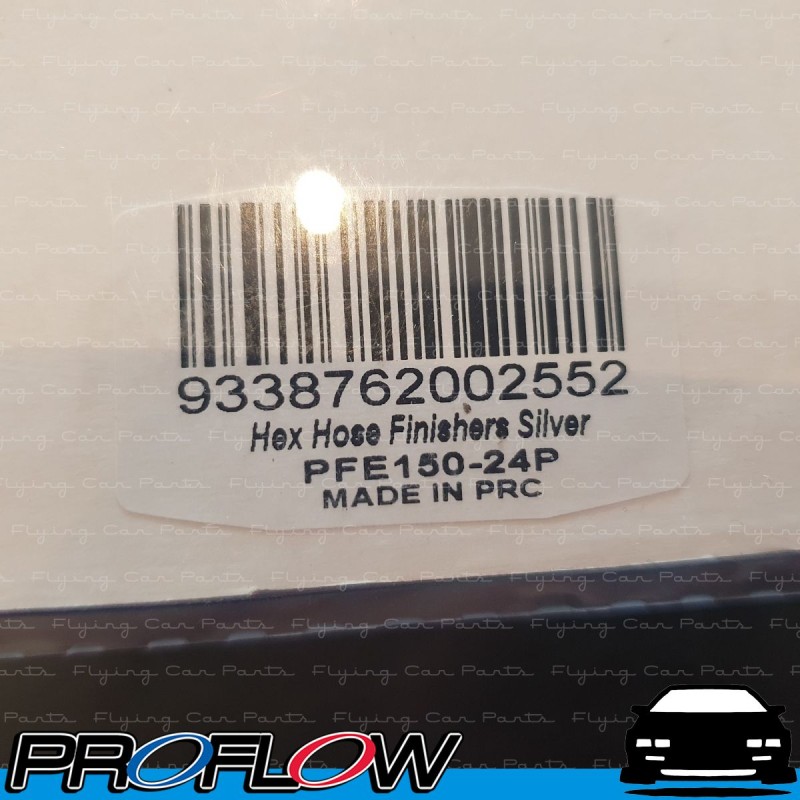 9338762002552
Hex Hose Finishers Silver
PFE150-24P
MADE IN PRC
Flying Car Parts
PROFLOW